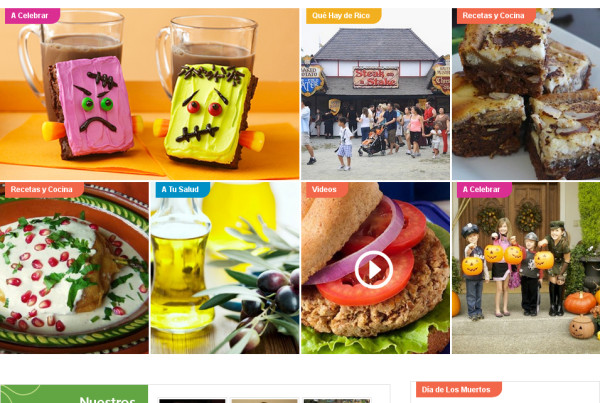 A Celebrar
Qué Hay de Rico
Recetas y Cocina
Steak
Stake
Recetas y Cocina
A Tu Salud
Videos
A Celebrar
Nuestros
Día de Los Muertos